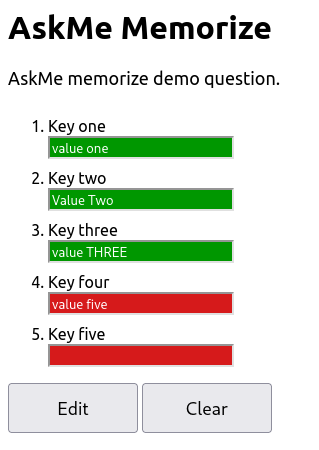 AskMe Memorize
AskMe memorize demo question.
1. Key one
value one
2. Key two
Value Two
3. Key three
value THREE
4. Key four
value five
5. Key five
Edit Clear